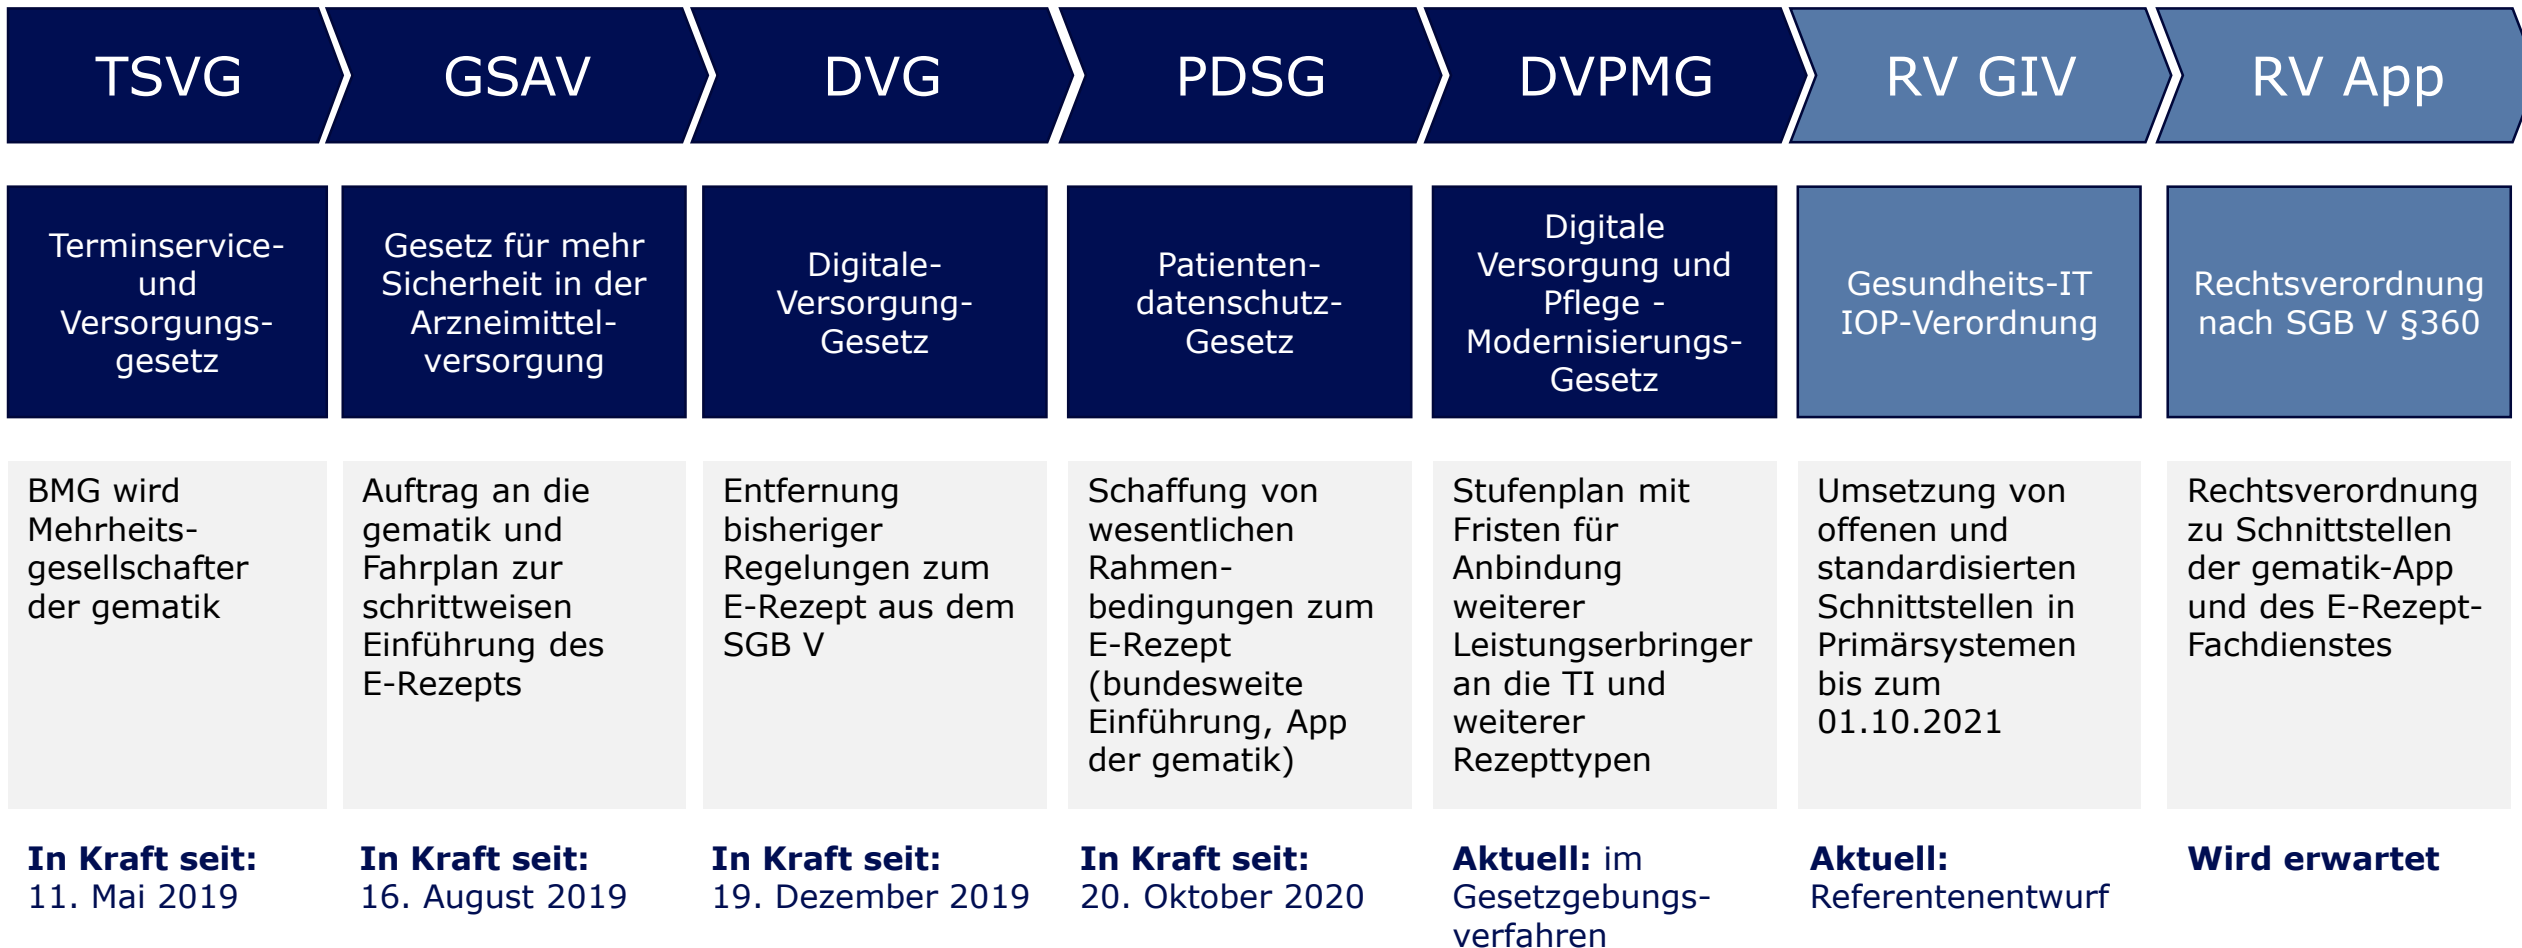 TSVG
GSAV
DVG
PDSG
DVPMG
RV GIV
RV App
Terminservice-
und
Versorgungs-
gesetz
Gesetz für mehr
Sicherheit in der
Arzneimittel-
versorgung
Digitale-
Versorgung-
Gesetz
Patienten-
datenschutz-
Gesetz
Digitale
Versorgung und
Pflege -
Modernisierungs-
Gesetz
Gesundheits-IT
IOP-Verordnung
Rechtsverordnung
nach SGB V §360
BMG wird
Mehrheits-
gesellschafter
der gematik
Auftrag an die
gematik und
Fahrplan zur
schrittweisen
Einführung des
E-Rezepts
Entfernung
bisheriger
Regelungen zum
E-Rezept aus dem
SGB V
Schaffung von
wesentlichen
Rahmen-
bedingungen zum
E-Rezept
(bundesweite
Einführung, App
der gematik)
Stufenplan mit
Fristen für
Anbindung
weiterer
Leistungserbringer
an die TI und
weiterer
Rezepttypen
Umsetzung von
offenen und
standardisierten
Schnittstellen in
Primärsystemen
bis zum
01.10.2021
Rechtsverordnung
zu Schnittstellen
der gematik-App
und des E-Rezept-
Fachdienstes
In Kraft seit:
11. Mai 2019
In Kraft seit:
16. August 2019
In Kraft seit:
19. Dezember 2019
In Kraft seit:
20. Oktober 2020
Aktuell: im
Gesetzgebungs-
verfahren
Aktuell:
Referentenentwurf
Wird erwartet